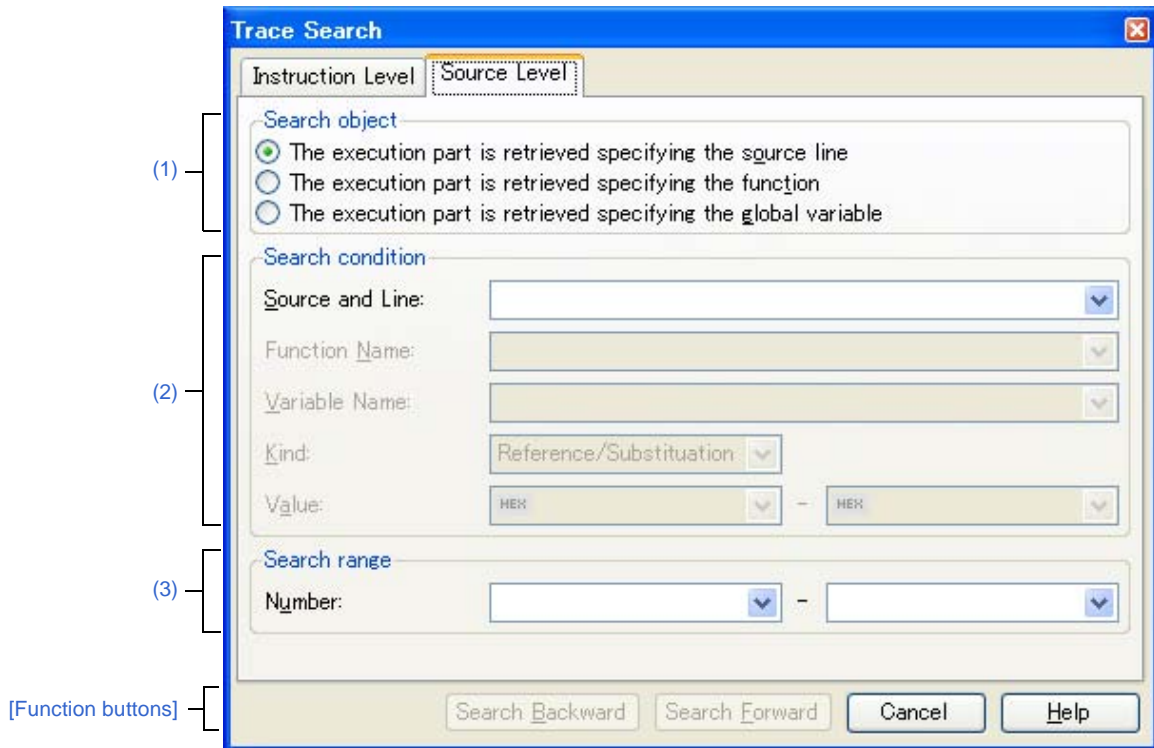 Trace Search
Instruction Level
Source Level
(1)
Search object
The execution part is retrieved specifying the source line
The execution part is retrieved specifying the function
The execution part is retrieved specifying the global variable
(2)
Search condition
Source and Line:
Function Name:
Variable Name:
Kind: Reference/Substituation
Value: HEX - HEX
(3)
Search range
Number: -
[Function buttons]
Search Backward Search Forward Cancel Help